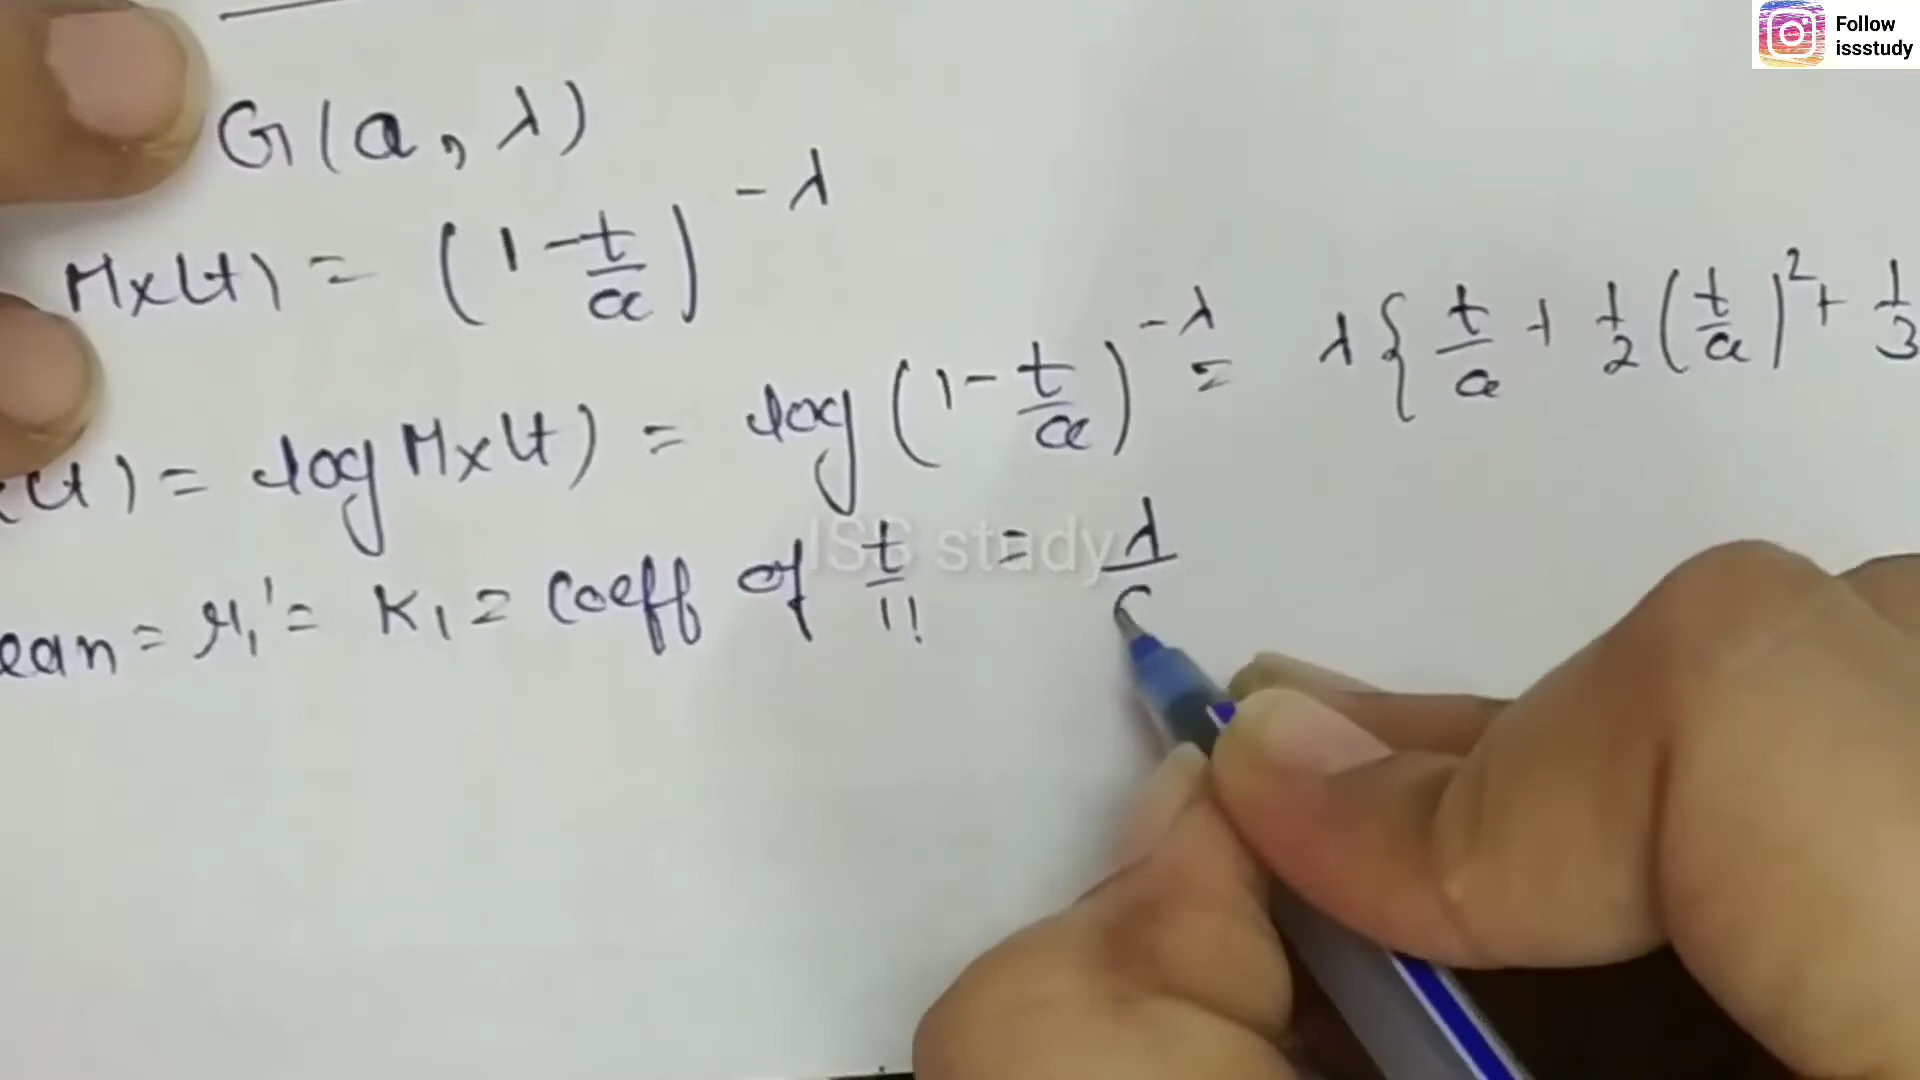 Follow
issstudy
G(a, λ)
Mx(t) = (1 - t/a)^-λ
(t) = log Mx(t) = log (1 - t/a)^-λ = λ{ t/a + 1/2 (t/a)^2 + 1/3
ISS study
ean = μ1' = K1 = coeff of t/1! = λ/